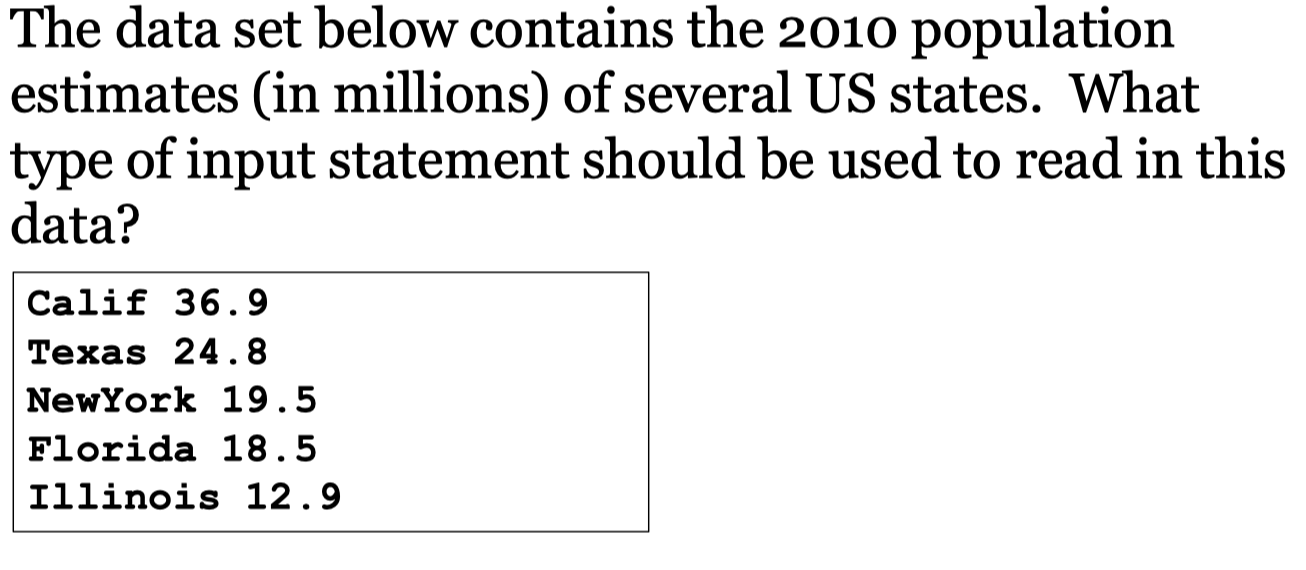 The data set below contains the 2010 population
estimates (in millions) of several US states.  What
type of input statement should be used to read in this
data?
Calif 36.9
Texas 24.8
NewYork 19.5
Florida 18.5
Illinois 12.9